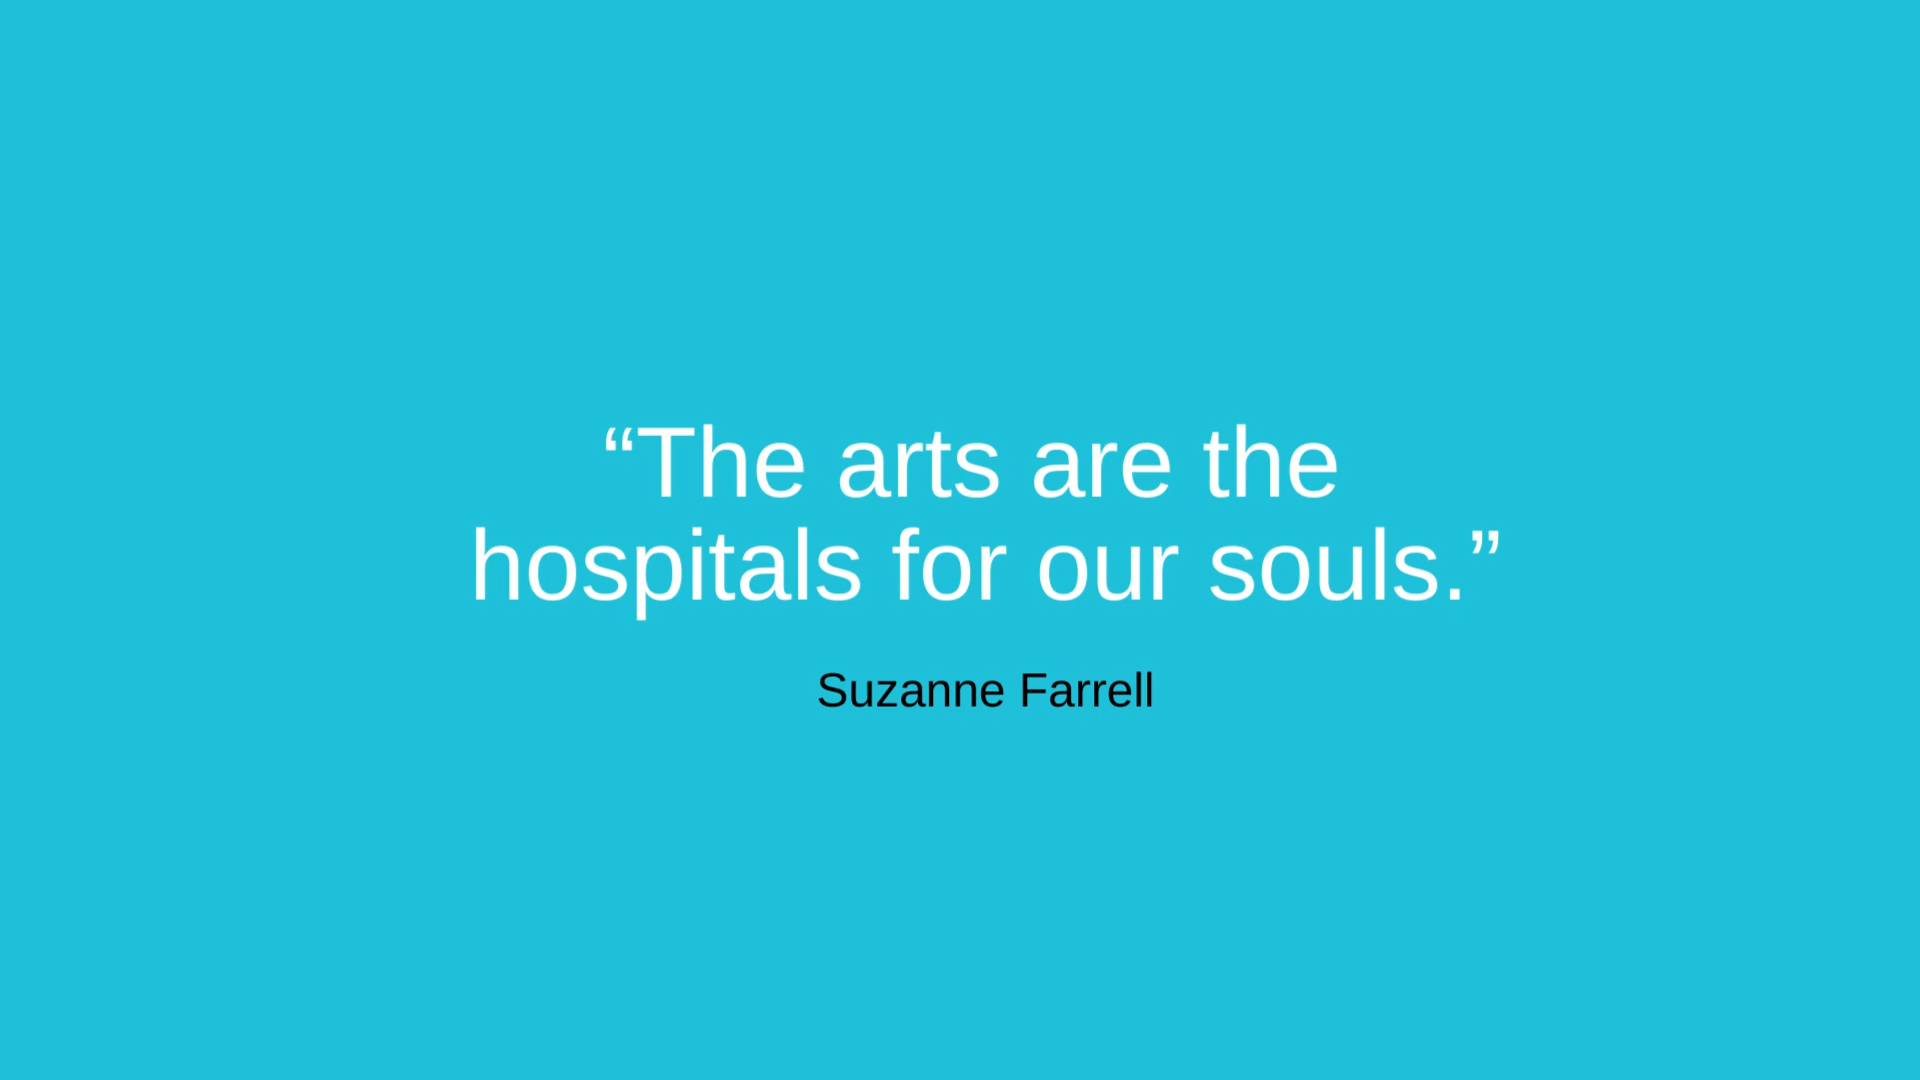 “The arts are the
hospitals for our souls.”
Suzanne Farrell